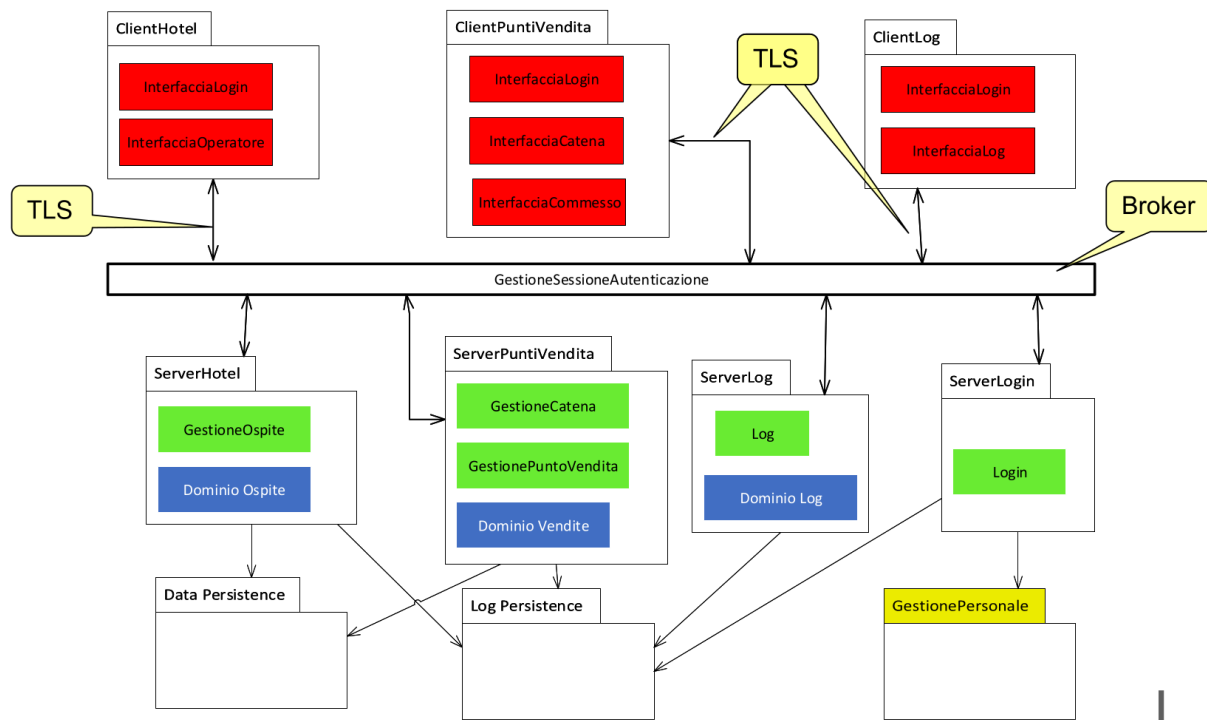 ClientHotel
InterfacciaLogin
InterfacciaOperatore
ClientPuntiVendita
InterfacciaLogin
InterfacciaCatena
InterfacciaCommesso
TLS
ClientLog
InterfacciaLogin
InterfacciaLog
TLS
Broker
GestioneSessioneAutenticazione
ServerHotel
GestioneOspite
Dominio Ospite
ServerPuntiVendita
GestioneCatena
GestionePuntoVendita
Dominio Vendite
ServerLog
Log
Dominio Log
ServerLogin
Login
Data Persistence
Log Persistence
GestionePersonale